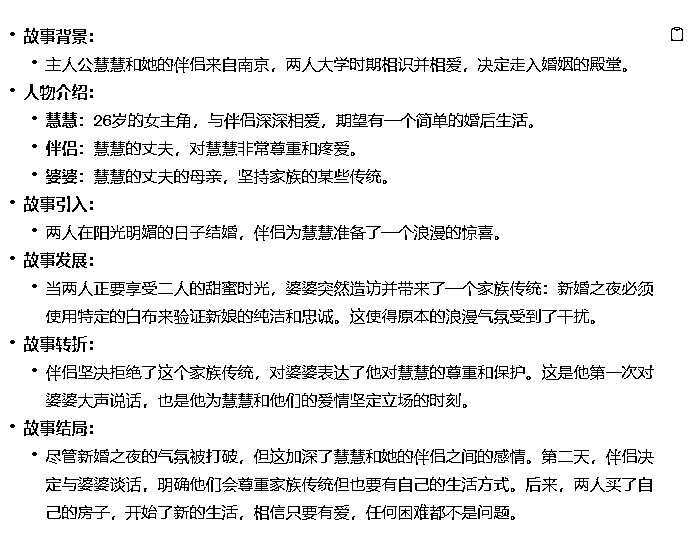 • 故事背景：
• 主人公慧慧和她的伴侣来自南京，两人大学时期相识并相爱，决定走入婚姻的殿堂。
• 人物介绍：
• 慧慧：26岁的女主角，与伴侣深深相爱，期望有一个简单的婚后生活。
• 伴侣：慧慧的丈夫，对慧慧非常尊重和疼爱。
• 婆婆：慧慧的丈夫的母亲，坚持家族的某些传统。
• 故事引入：
• 两人在阳光明媚的日子结婚，伴侣为慧慧准备了一个浪漫的惊喜。
• 故事发展：
• 当两人正要享受二人的甜蜜时光，婆婆突然造访并带来了一个家族传统：新婚之夜必须
使用特定的白布来验证新娘的纯洁和忠诚。这使得原本的浪漫气氛受到了干扰。
• 故事转折：
• 伴侣坚决拒绝了这个家族传统，对婆婆表达了他对慧慧的尊重和保护。这是他第一次对
婆婆大声说话，也是他为慧慧和他们的爱情坚定立场的时刻。
• 故事结局：
• 尽管新婚之夜的气氛被打破，但这加深了慧慧和她的伴侣之间的感情。第二天，伴侣决
定与婆婆谈话，明确他们会尊重家族传统但也要有自己的生活方式。后来，两人买了自
己的房子，开始了新的生活，相信只要有爱，任何困难都不是问题。